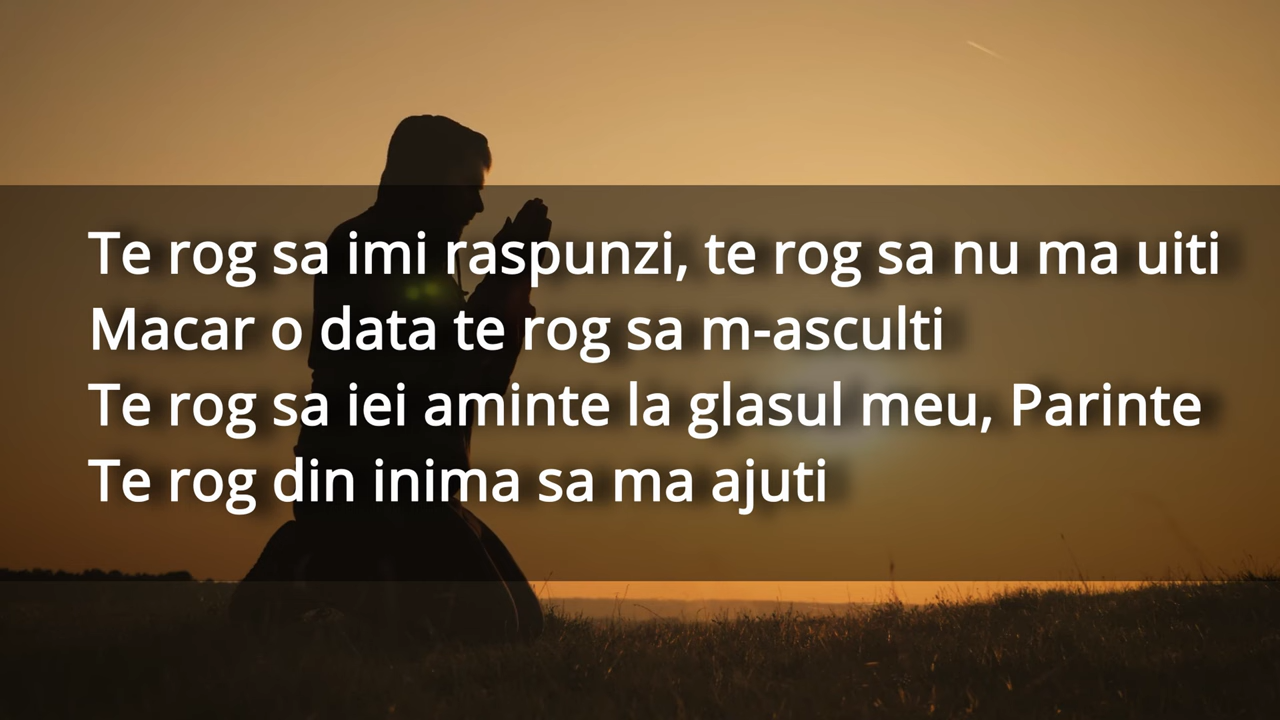 Te rog sa imi raspunzi, te rog sa nu ma uiti
Macar o data te rog sa m-asculti
Te rog sa iei aminte la glasul meu, Parinte
Te rog din inima sa ma ajuti